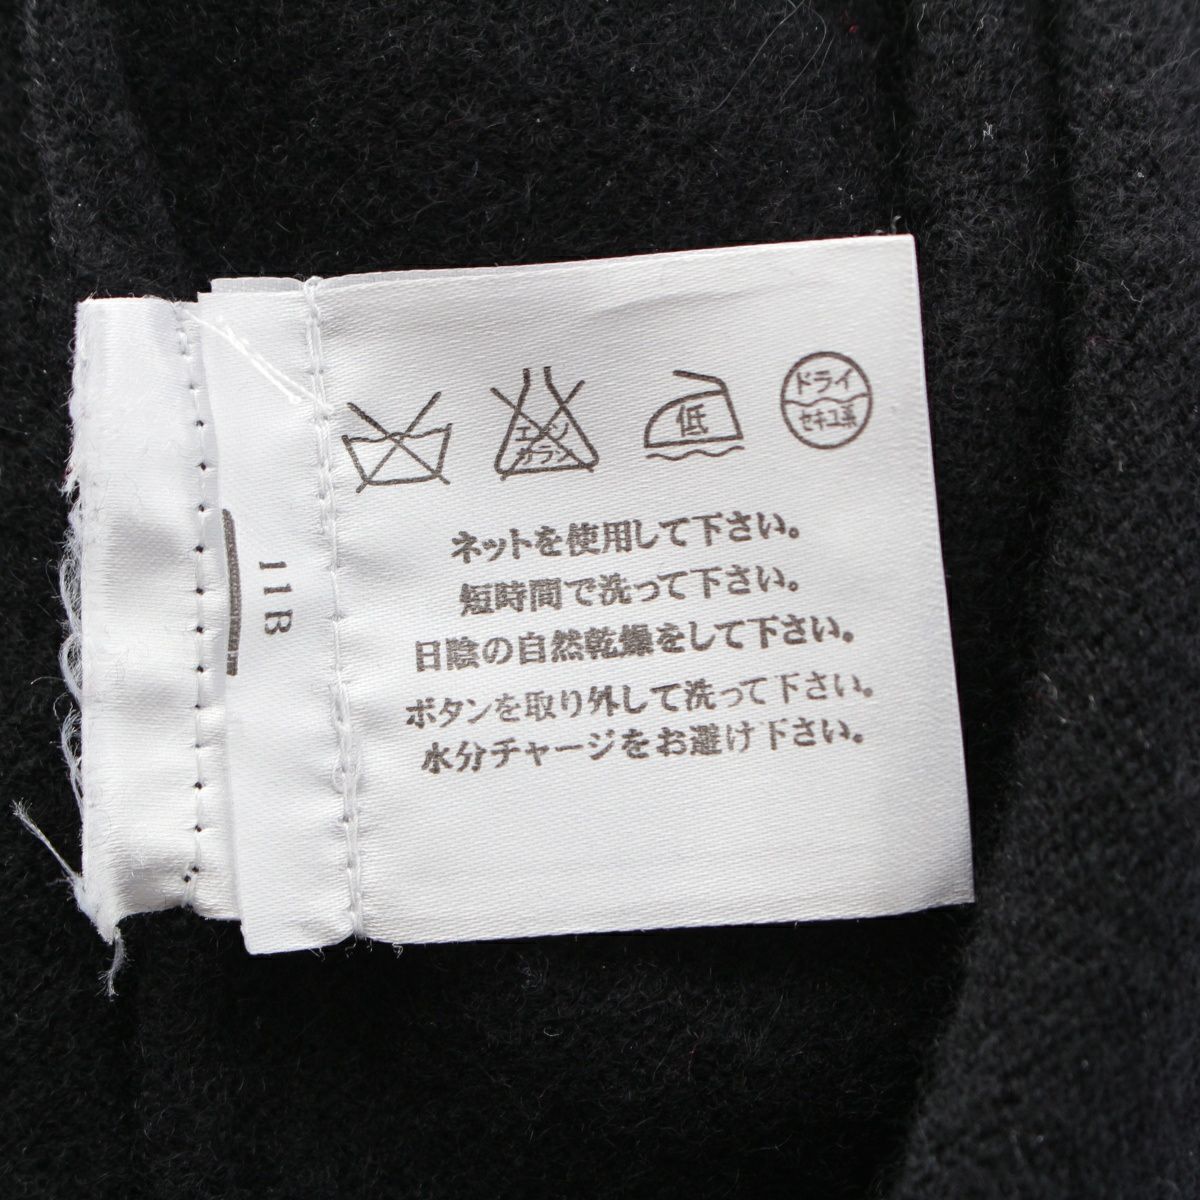 エンソ
サラシ
低
ドライ
セキユ系
ネットを使用して下さい。
短時間で洗って下さい。
日陰の自然乾燥をして下さい。
ボタンを取り外して洗って下さい。
水分チャージをお避け下さい。
11B